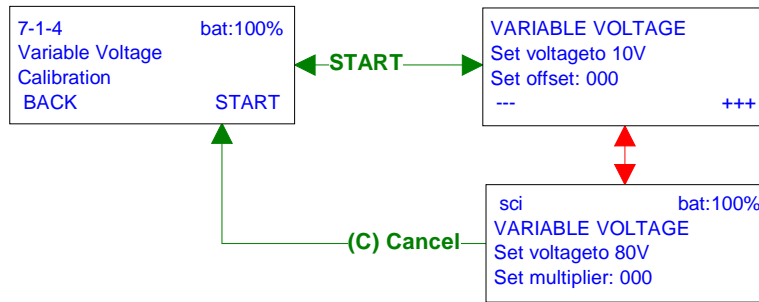 7-1-4 bat:100%
Variable Voltage
Calibration
BACK START
START
VARIABLE VOLTAGE
Set voltageto 10V
Set offset: 000
--- +++
sci bat:100%
VARIABLE VOLTAGE
Set voltageto 80V
Set multiplier: 000
(C) Cancel